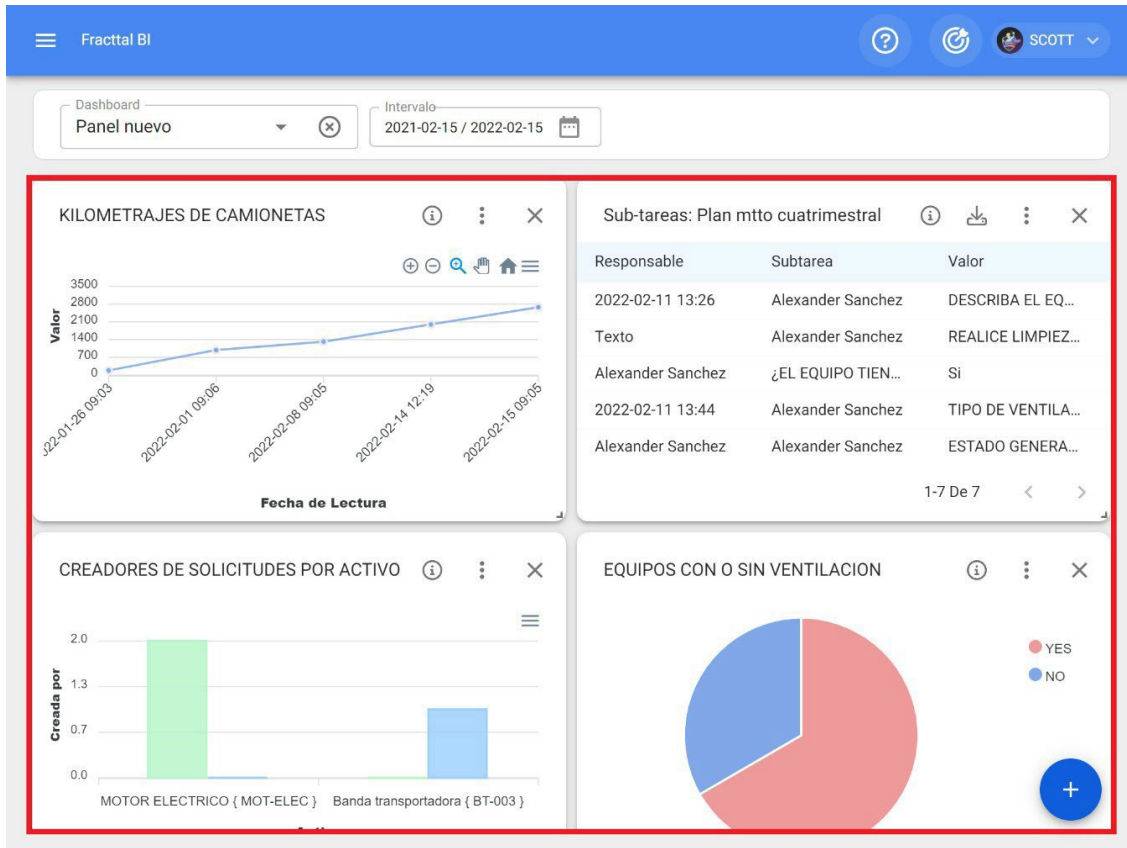 Fracttal BI
SCOTT
Dashboard
Panel nuevo
Intervalo
2021-02-15 / 2022-02-15
KILOMETRAJES DE CAMIONETAS
3500
2800
2100
1400
700
0
Valor
22-01-26 09:03
2022-02-01 09:06
2022-02-08 09:05
2022-02-14 12:19
2022-02-15 09:05
Fecha de Lectura
Sub-tareas: Plan mtto cuatrimestral
Responsable Subtarea Valor
2022-02-11 13:26 Alexander Sanchez DESCRIBA EL EQ...
Texto Alexander Sanchez REALICE LIMPIEZ...
Alexander Sanchez ¿EL EQUIPO TIEN... Si
2022-02-11 13:44 Alexander Sanchez TIPO DE VENTILA...
Alexander Sanchez Alexander Sanchez ESTADO GENERA...
1-7 De 7
CREADORES DE SOLICITUDES POR ACTIVO
2.0
1.3
0.7
0.0
Creada por
MOTOR ELECTRICO { MOT-ELEC } Banda transportadora { BT-003 }
EQUIPOS CON O SIN VENTILACION
YES
NO